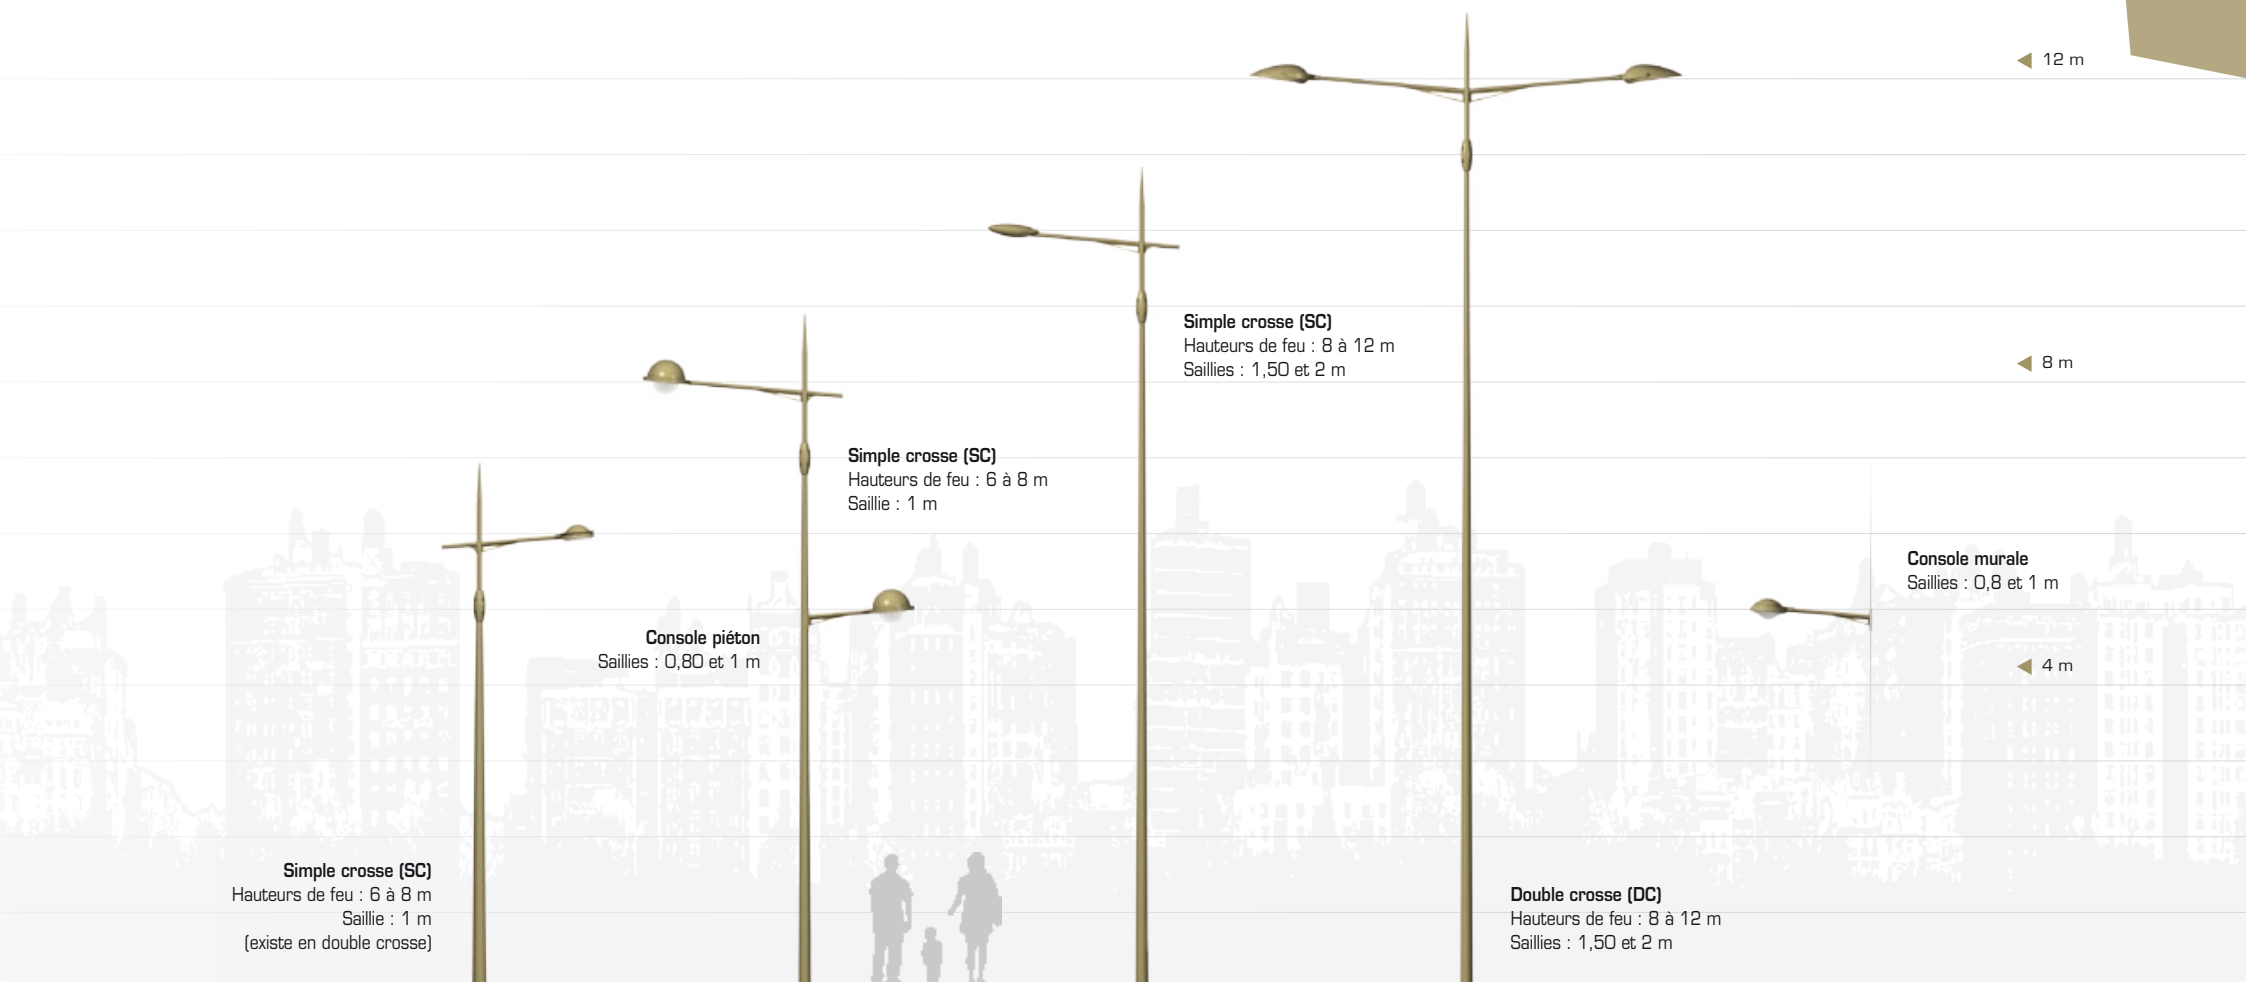 12 m
Simple crosse (SC)
Hauteurs de feu : 8 à 12 m
Saillies : 1,50 et 2 m
8 m
Simple crosse (SC)
Hauteurs de feu : 6 à 8 m
Saillie : 1 m
Console murale
Saillies : 0,8 et 1 m
Console piéton
Saillies : 0,80 et 1 m
4 m
Simple crosse (SC)
Hauteurs de feu : 6 à 8 m
Saillie : 1 m
(existe en double crosse)
Double crosse (DC)
Hauteurs de feu : 8 à 12 m
Saillies : 1,50 et 2 m